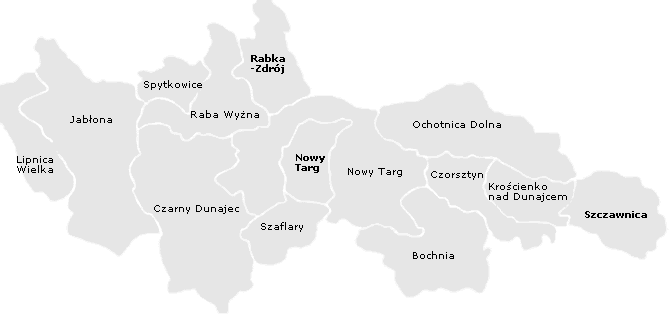 Rabka
-Zdrój
Spytkowice
Raba Wyżna
Jabłona
Ochotnica Dolna
Lipnica
Wielka
Nowy
Targ
Nowy Targ
Czorsztyn
Krościenko
nad Dunajcem
Czarny Dunajec
Szczawnica
Szaflary
Bochnia